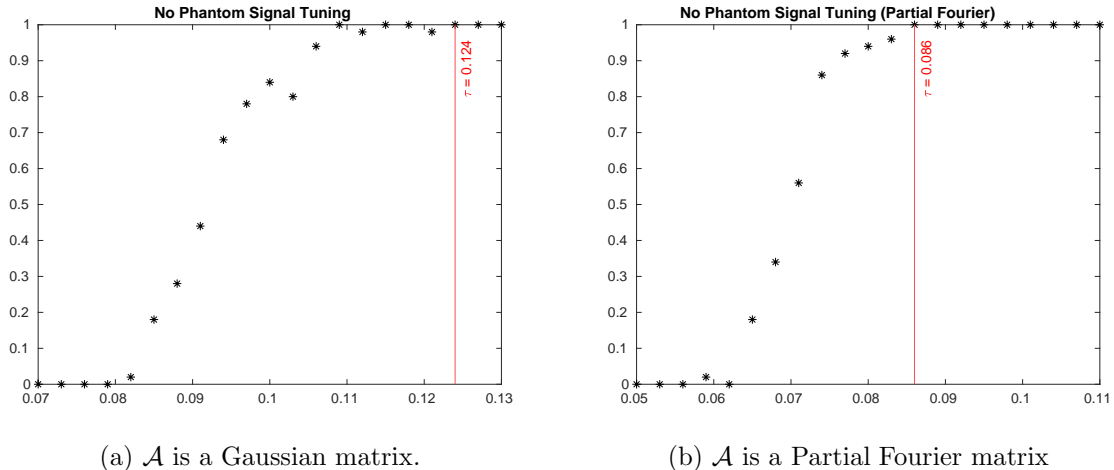 No Phantom Signal Tuning
1
0.9
0.8
0.7
0.6
0.5
0.4
0.3
0.2
0.1
0
0.07 0.08 0.09 0.1 0.11 0.12 0.13
τ = 0.124
(a) 𝒜 is a Gaussian matrix.
No Phantom Signal Tuning (Partial Fourier)
1
0.9
0.8
0.7
0.6
0.5
0.4
0.3
0.2
0.1
0
0.05 0.06 0.07 0.08 0.09 0.1 0.11
τ = 0.086
(b) 𝒜 is a Partial Fourier matrix